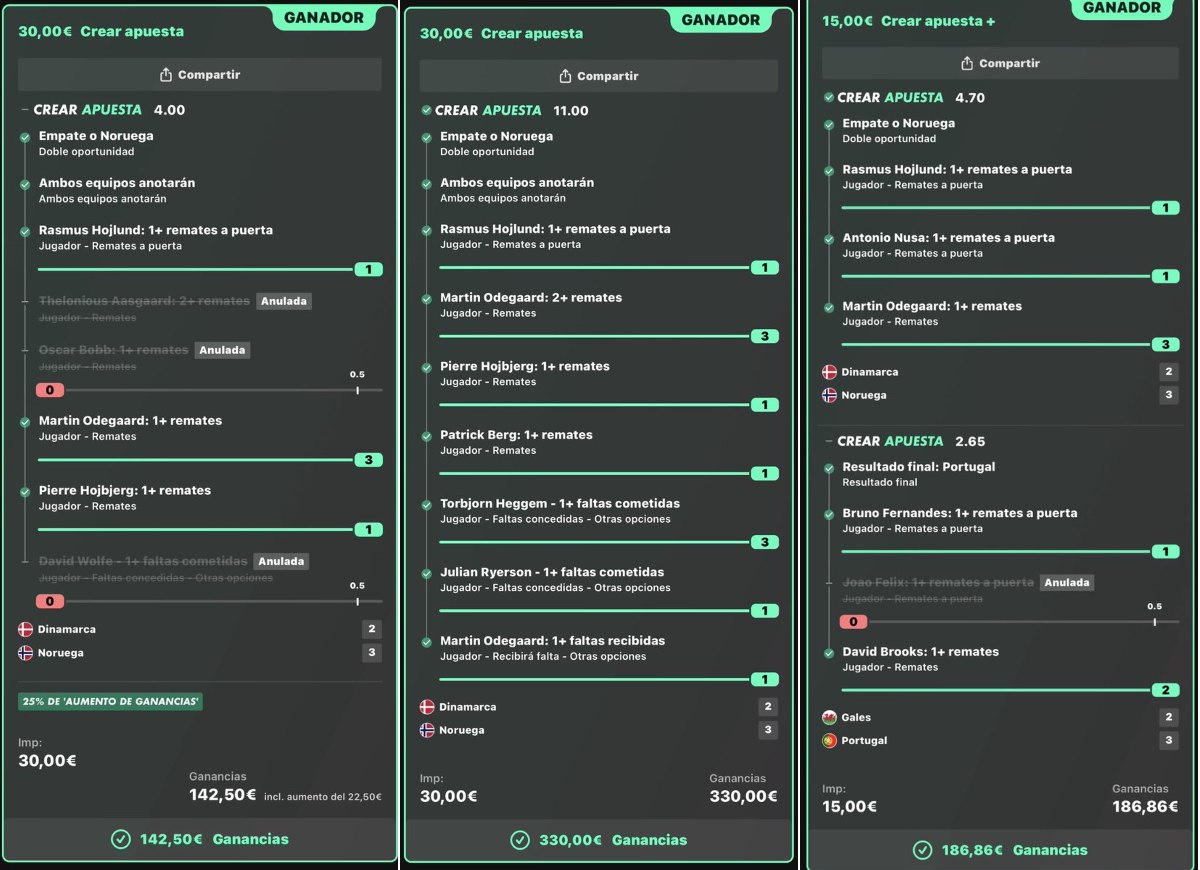 GANADOR
30,00€ Crear apuesta
Compartir
CREAR APUESTA 4.00
Empate o Noruega
Doble oportunidad
Ambos equipos anotarán
Ambos equipos anotarán
Rasmus Hojlund: 1+ remates a puerta
Jugador - Remates a puerta
1
Thelonious Aasgaard: 2+ remates Anulada
Jugador - Remates
Oscar Bobb: 1+ remates Anulada
Jugador - Remates
0.5
0
Martin Odegaard: 1+ remates
Jugador - Remates
3
Pierre Hojbjerg: 1+ remates
Jugador - Remates
1
David Wolfe - 1+ faltas cometidas Anulada
Jugador - Faltas concedidas - Otras opciones
0.5
0
Dinamarca 2
Noruega 3
25% DE 'AUMENTO DE GANANCIAS'
Imp:
30,00€
Ganancias
142,50€ incl. aumento del 22,50€
142,50€ Ganancias
GANADOR
30,00€ Crear apuesta
Compartir
CREAR APUESTA 11.00
Empate o Noruega
Doble oportunidad
Ambos equipos anotarán
Ambos equipos anotarán
Rasmus Hojlund: 1+ remates a puerta
Jugador - Remates a puerta
1
Martin Odegaard: 2+ remates
Jugador - Remates
3
Pierre Hojbjerg: 1+ remates
Jugador - Remates
1
Patrick Berg: 1+ remates
Jugador - Remates
1
Torbjorn Heggem - 1+ faltas cometidas
Jugador - Faltas concedidas - Otras opciones
3
Julian Ryerson - 1+ faltas cometidas
Jugador - Faltas concedidas - Otras opciones
1
Martin Odegaard: 1+ faltas recibidas
Jugador - Recibirá falta - Otras opciones
1
Dinamarca 2
Noruega 3
Imp: Ganancias
30,00€ 330,00€
330,00€ Ganancias
GANADOR
15,00€ Crear apuesta +
Compartir
CREAR APUESTA 4.70
Empate o Noruega
Doble oportunidad
Rasmus Hojlund: 1+ remates a puerta
Jugador - Remates a puerta
1
Antonio Nusa: 1+ remates a puerta
Jugador - Remates a puerta
1
Martin Odegaard: 1+ remates
Jugador - Remates
3
Dinamarca 2
Noruega 3
CREAR APUESTA 2.65
Resultado final: Portugal
Resultado final
Bruno Fernandes: 1+ remates a puerta
Jugador - Remates a puerta
1
Joao Felix: 1+ remates a puerta Anulada
Jugador - Remates a puerta
0.5
0
David Brooks: 1+ remates
Jugador - Remates
2
Gales 2
Portugal 3
Imp: Ganancias
15,00€ 186,86€
186,86€ Ganancias